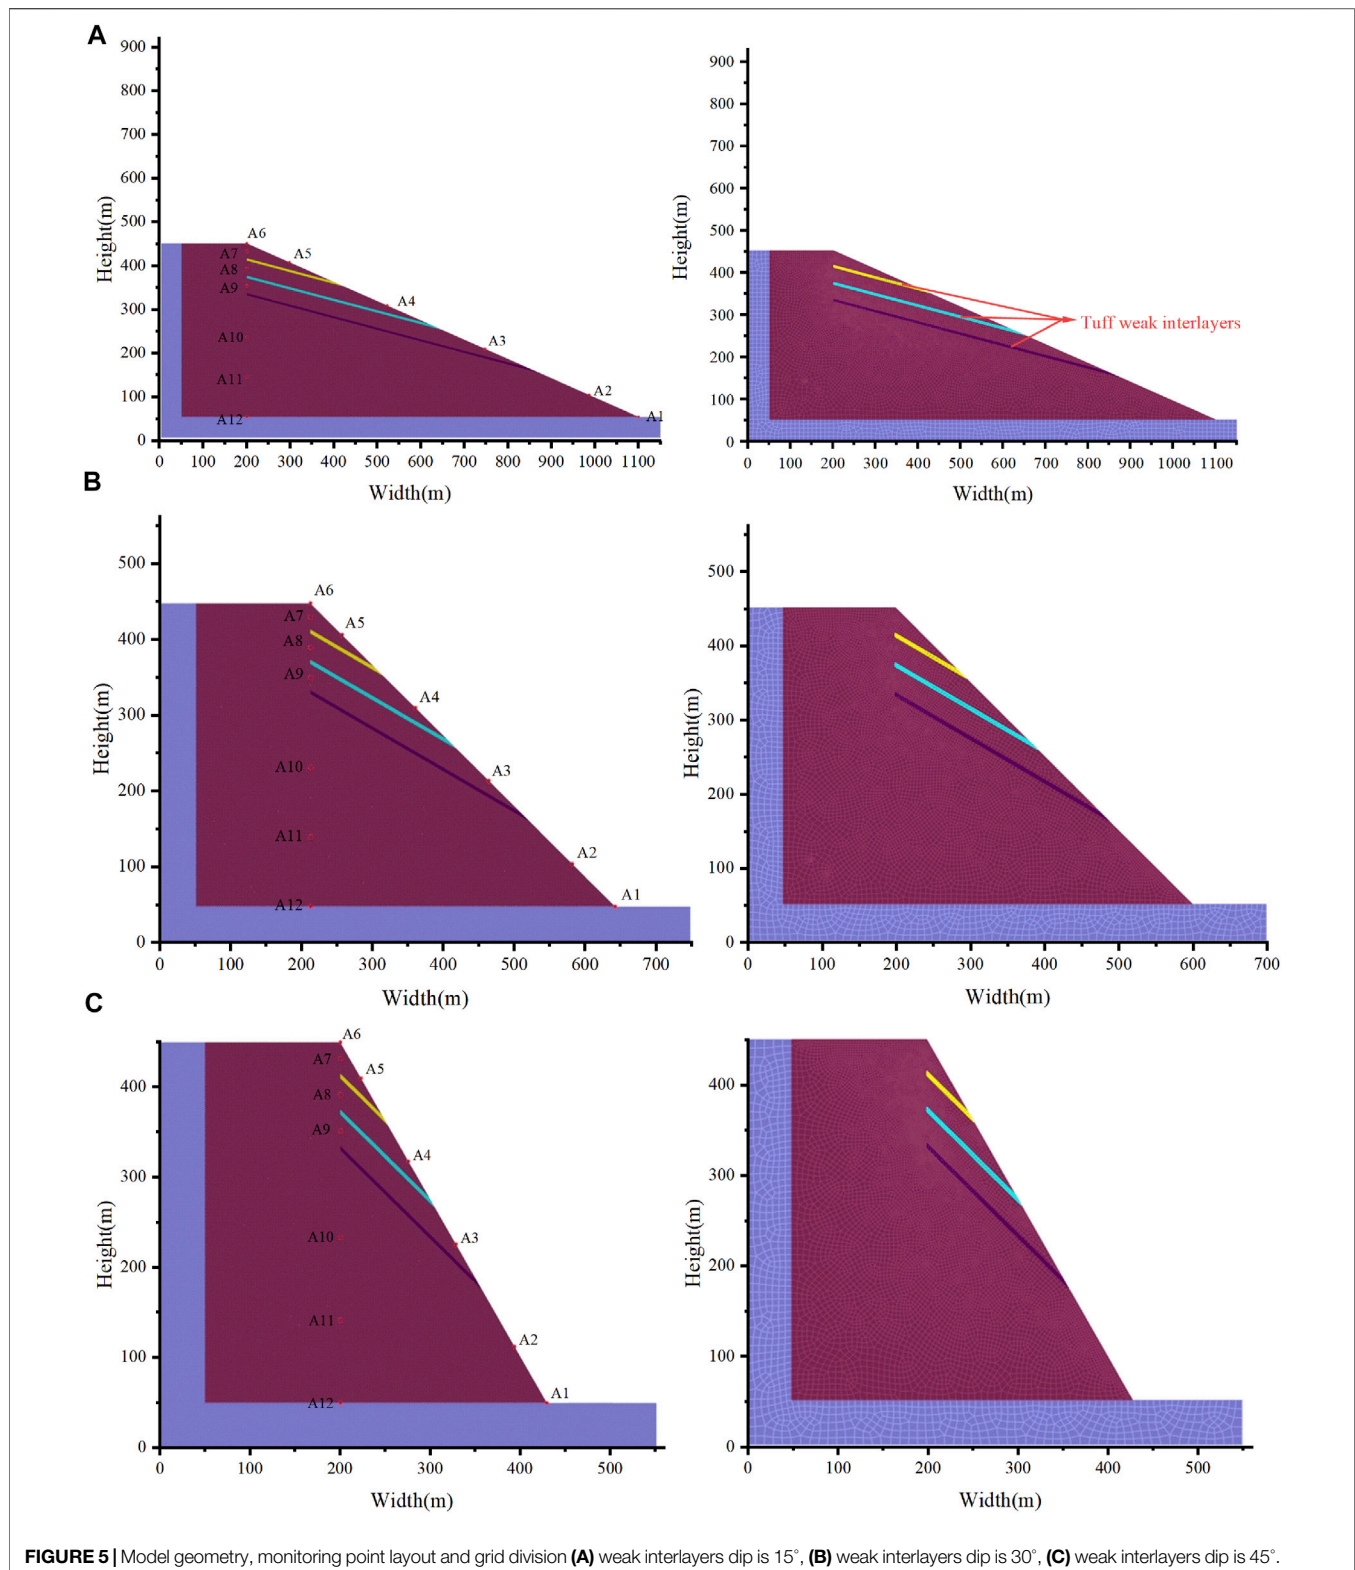 A
900
800
700
600
500
400
300
200
100
0
Height(m)
A6
A7
A5
A8
A9
A4
A10
A3
A11
A2
A12
A1
0 100 200 300 400 500 600 700 800 900 1000 1100
Width(m)
900
800
700
600
500
400
300
200
100
0
Height(m)
Tuff weak interlayers
0 100 200 300 400 500 600 700 800 900 1000 1100
Width(m)
B
500
400
300
200
100
0
Height(m)
A6
A7
A5
A8
A9
A4
A10
A3
A11
A2
A12
A1
0 100 200 300 400 500 600 700
Width(m)
500
400
300
200
100
0
Height(m)
0 100 200 300 400 500 600 700
Width(m)
C
400
300
200
100
0
Height(m)
A6
A7
A5
A8
A9
A4
A10
A3
A11
A2
A12
A1
0 100 200 300 400 500
Width(m)
400
300
200
100
0
Height(m)
0 100 200 300 400 500
Width(m)
FIGURE 5 | Model geometry, monitoring point layout and grid division (A) weak interlayers dip is 15°, (B) weak interlayers dip is 30°, (C) weak interlayers dip is 45°.